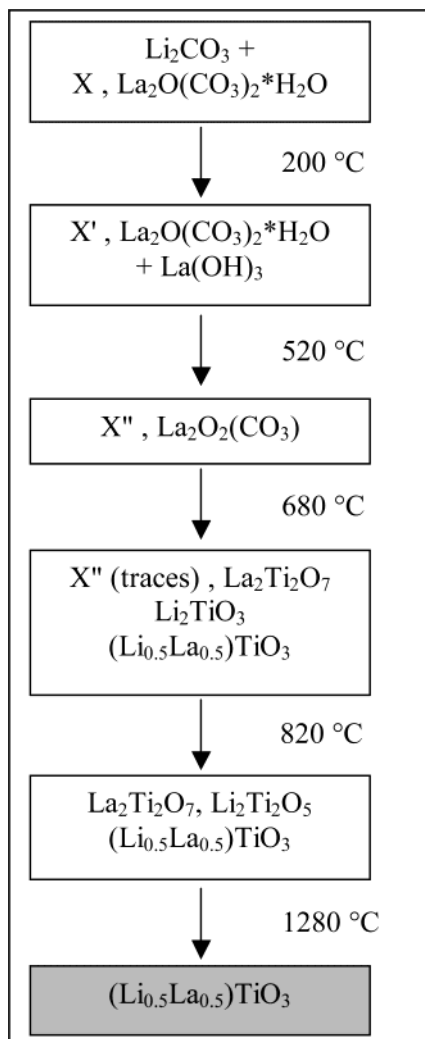 Li₂CO₃ +
X , La₂O(CO₃)₂*H₂O
200 °C
X' , La₂O(CO₃)₂*H₂O
+ La(OH)₃
520 °C
X" , La₂O₂(CO₃)
680 °C
X" (traces) , La₂Ti₂O₇
Li₂TiO₃
(Li₀.₅La₀.₅)TiO₃
820 °C
La₂Ti₂O₇, Li₂Ti₂O₅
(Li₀.₅La₀.₅)TiO₃
1280 °C
(Li₀.₅La₀.₅)TiO₃